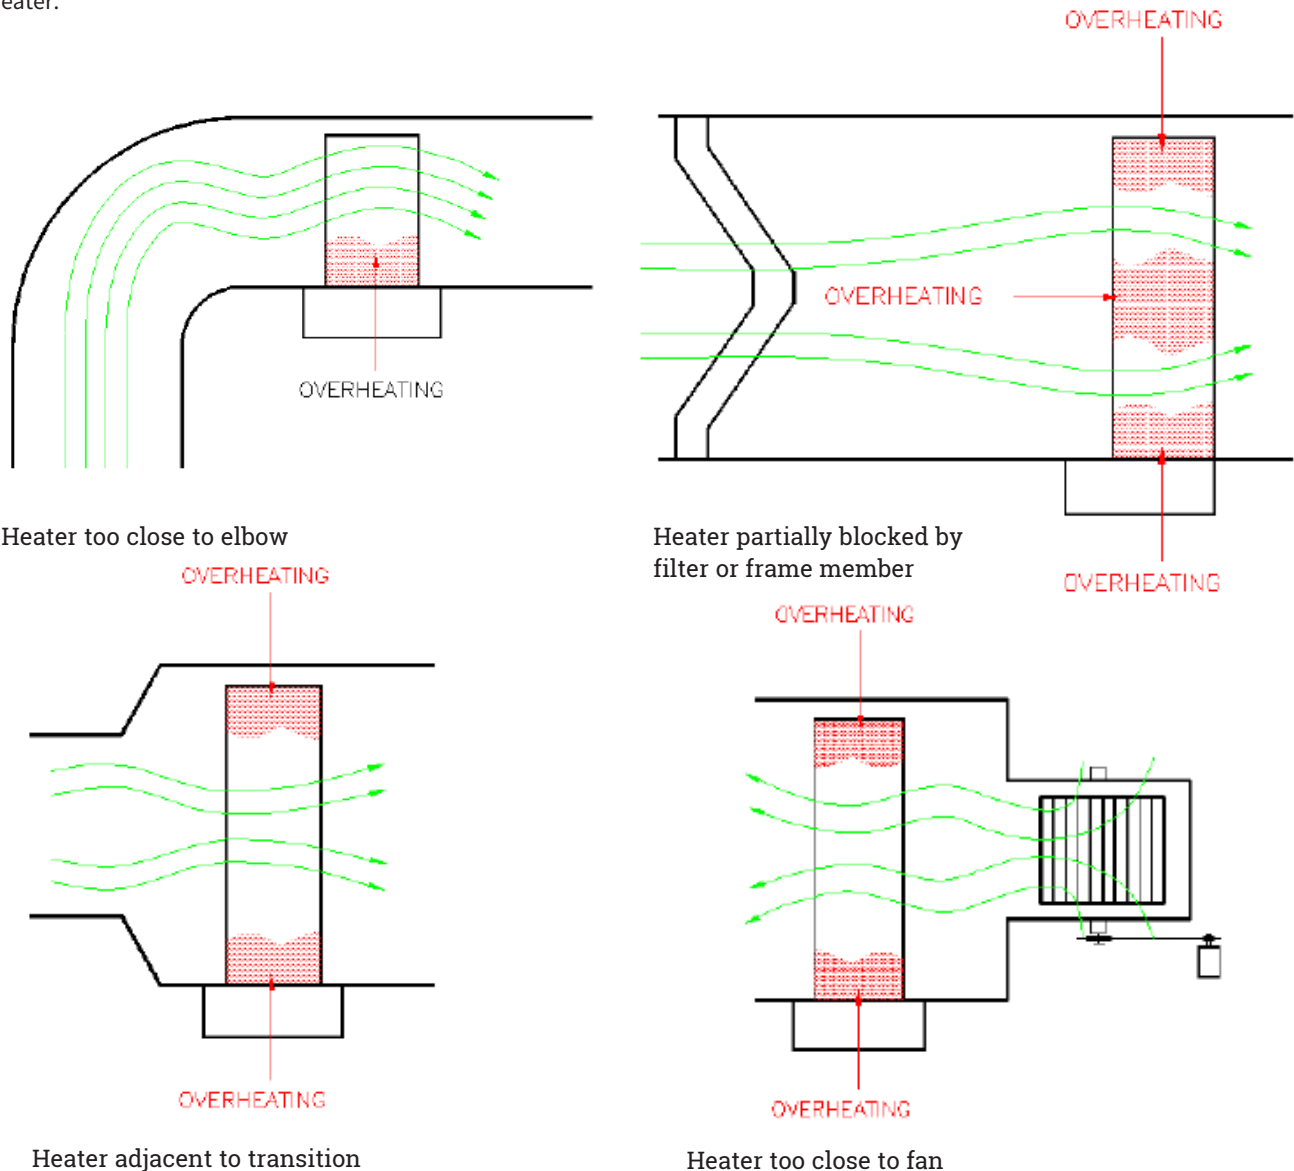 eater.
OVERHEATING
OVERHEATING
OVERHEATING
Heater too close to elbow
Heater partially blocked by
filter or frame member
OVERHEATING
OVERHEATING
OVERHEATING
OVERHEATING
OVERHEATING
Heater adjacent to transition
Heater too close to fan